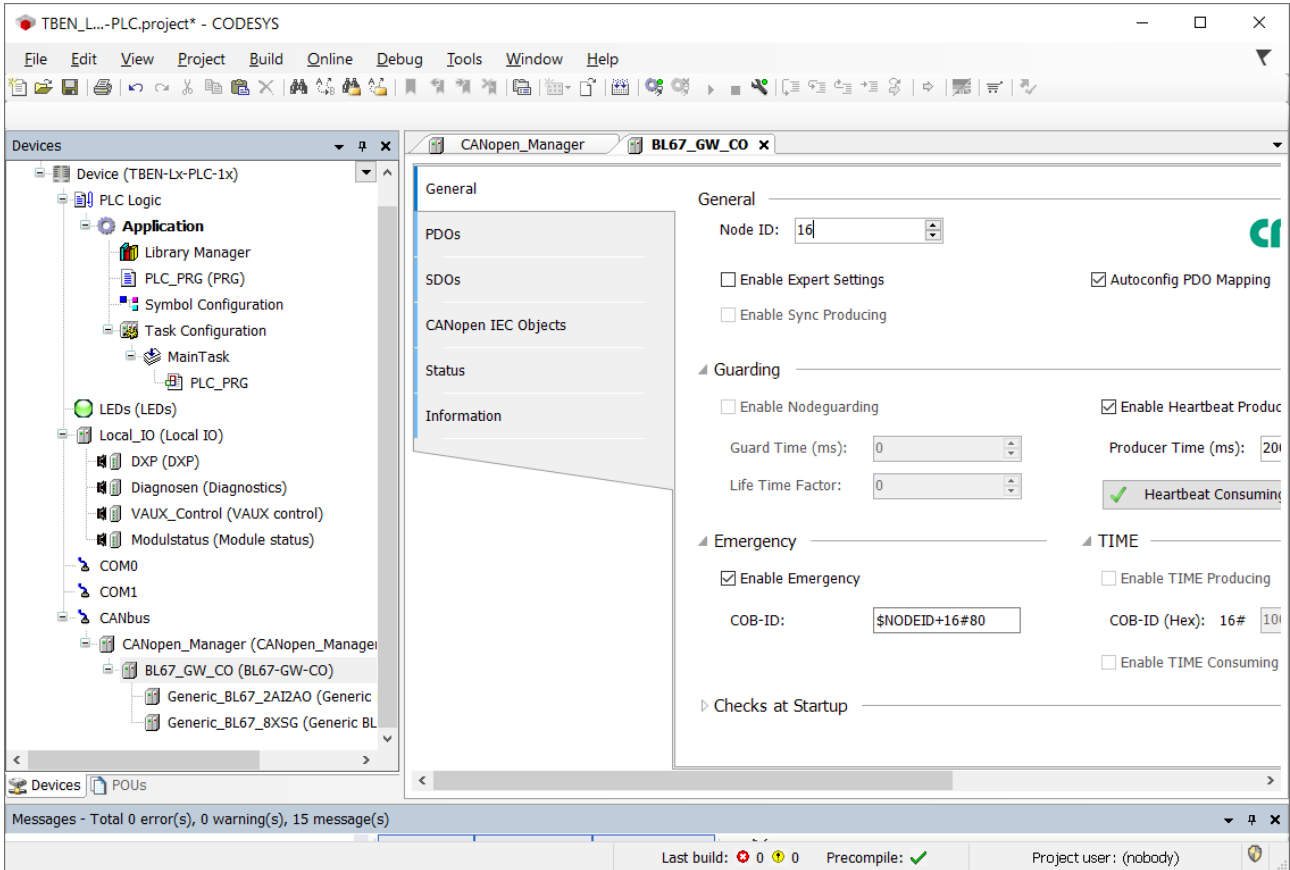 TBEN_L...-PLC.project* - CODESYS
File Edit View Project Build Online Debug Tools Window Help
Devices
CANopen_Manager
BL67_GW_CO
Device (TBEN-Lx-PLC-1x)
PLC Logic
Application
Library Manager
PLC_PRG (PRG)
Symbol Configuration
Task Configuration
MainTask
PLC_PRG
LEDs (LEDs)
Local_IO (Local IO)
DXP (DXP)
Diagnosen (Diagnostics)
VAUX_Control (VAUX control)
Modulstatus (Module status)
COM0
COM1
CANbus
CANopen_Manager (CANopen_Manager
BL67_GW_CO (BL67-GW-CO)
Generic_BL67_2AI2AO (Generic
Generic_BL67_8XSG (Generic BL
Devices POUs
General
PDOs
SDOs
CANopen IEC Objects
Status
Information
General
Node ID: 16
Enable Expert Settings
Autoconfig PDO Mapping
Enable Sync Producing
Guarding
Enable Nodeguarding
Enable Heartbeat Produc
Guard Time (ms): 0
Producer Time (ms): 200
Life Time Factor: 0
Heartbeat Consuming
Emergency
TIME
Enable Emergency
Enable TIME Producing
COB-ID: $NODEID+16#80
COB-ID (Hex): 16# 100
Enable TIME Consuming
Checks at Startup
Messages - Total 0 error(s), 0 warning(s), 15 message(s)
Last build: 0 0 Precompile: Project user: (nobody)